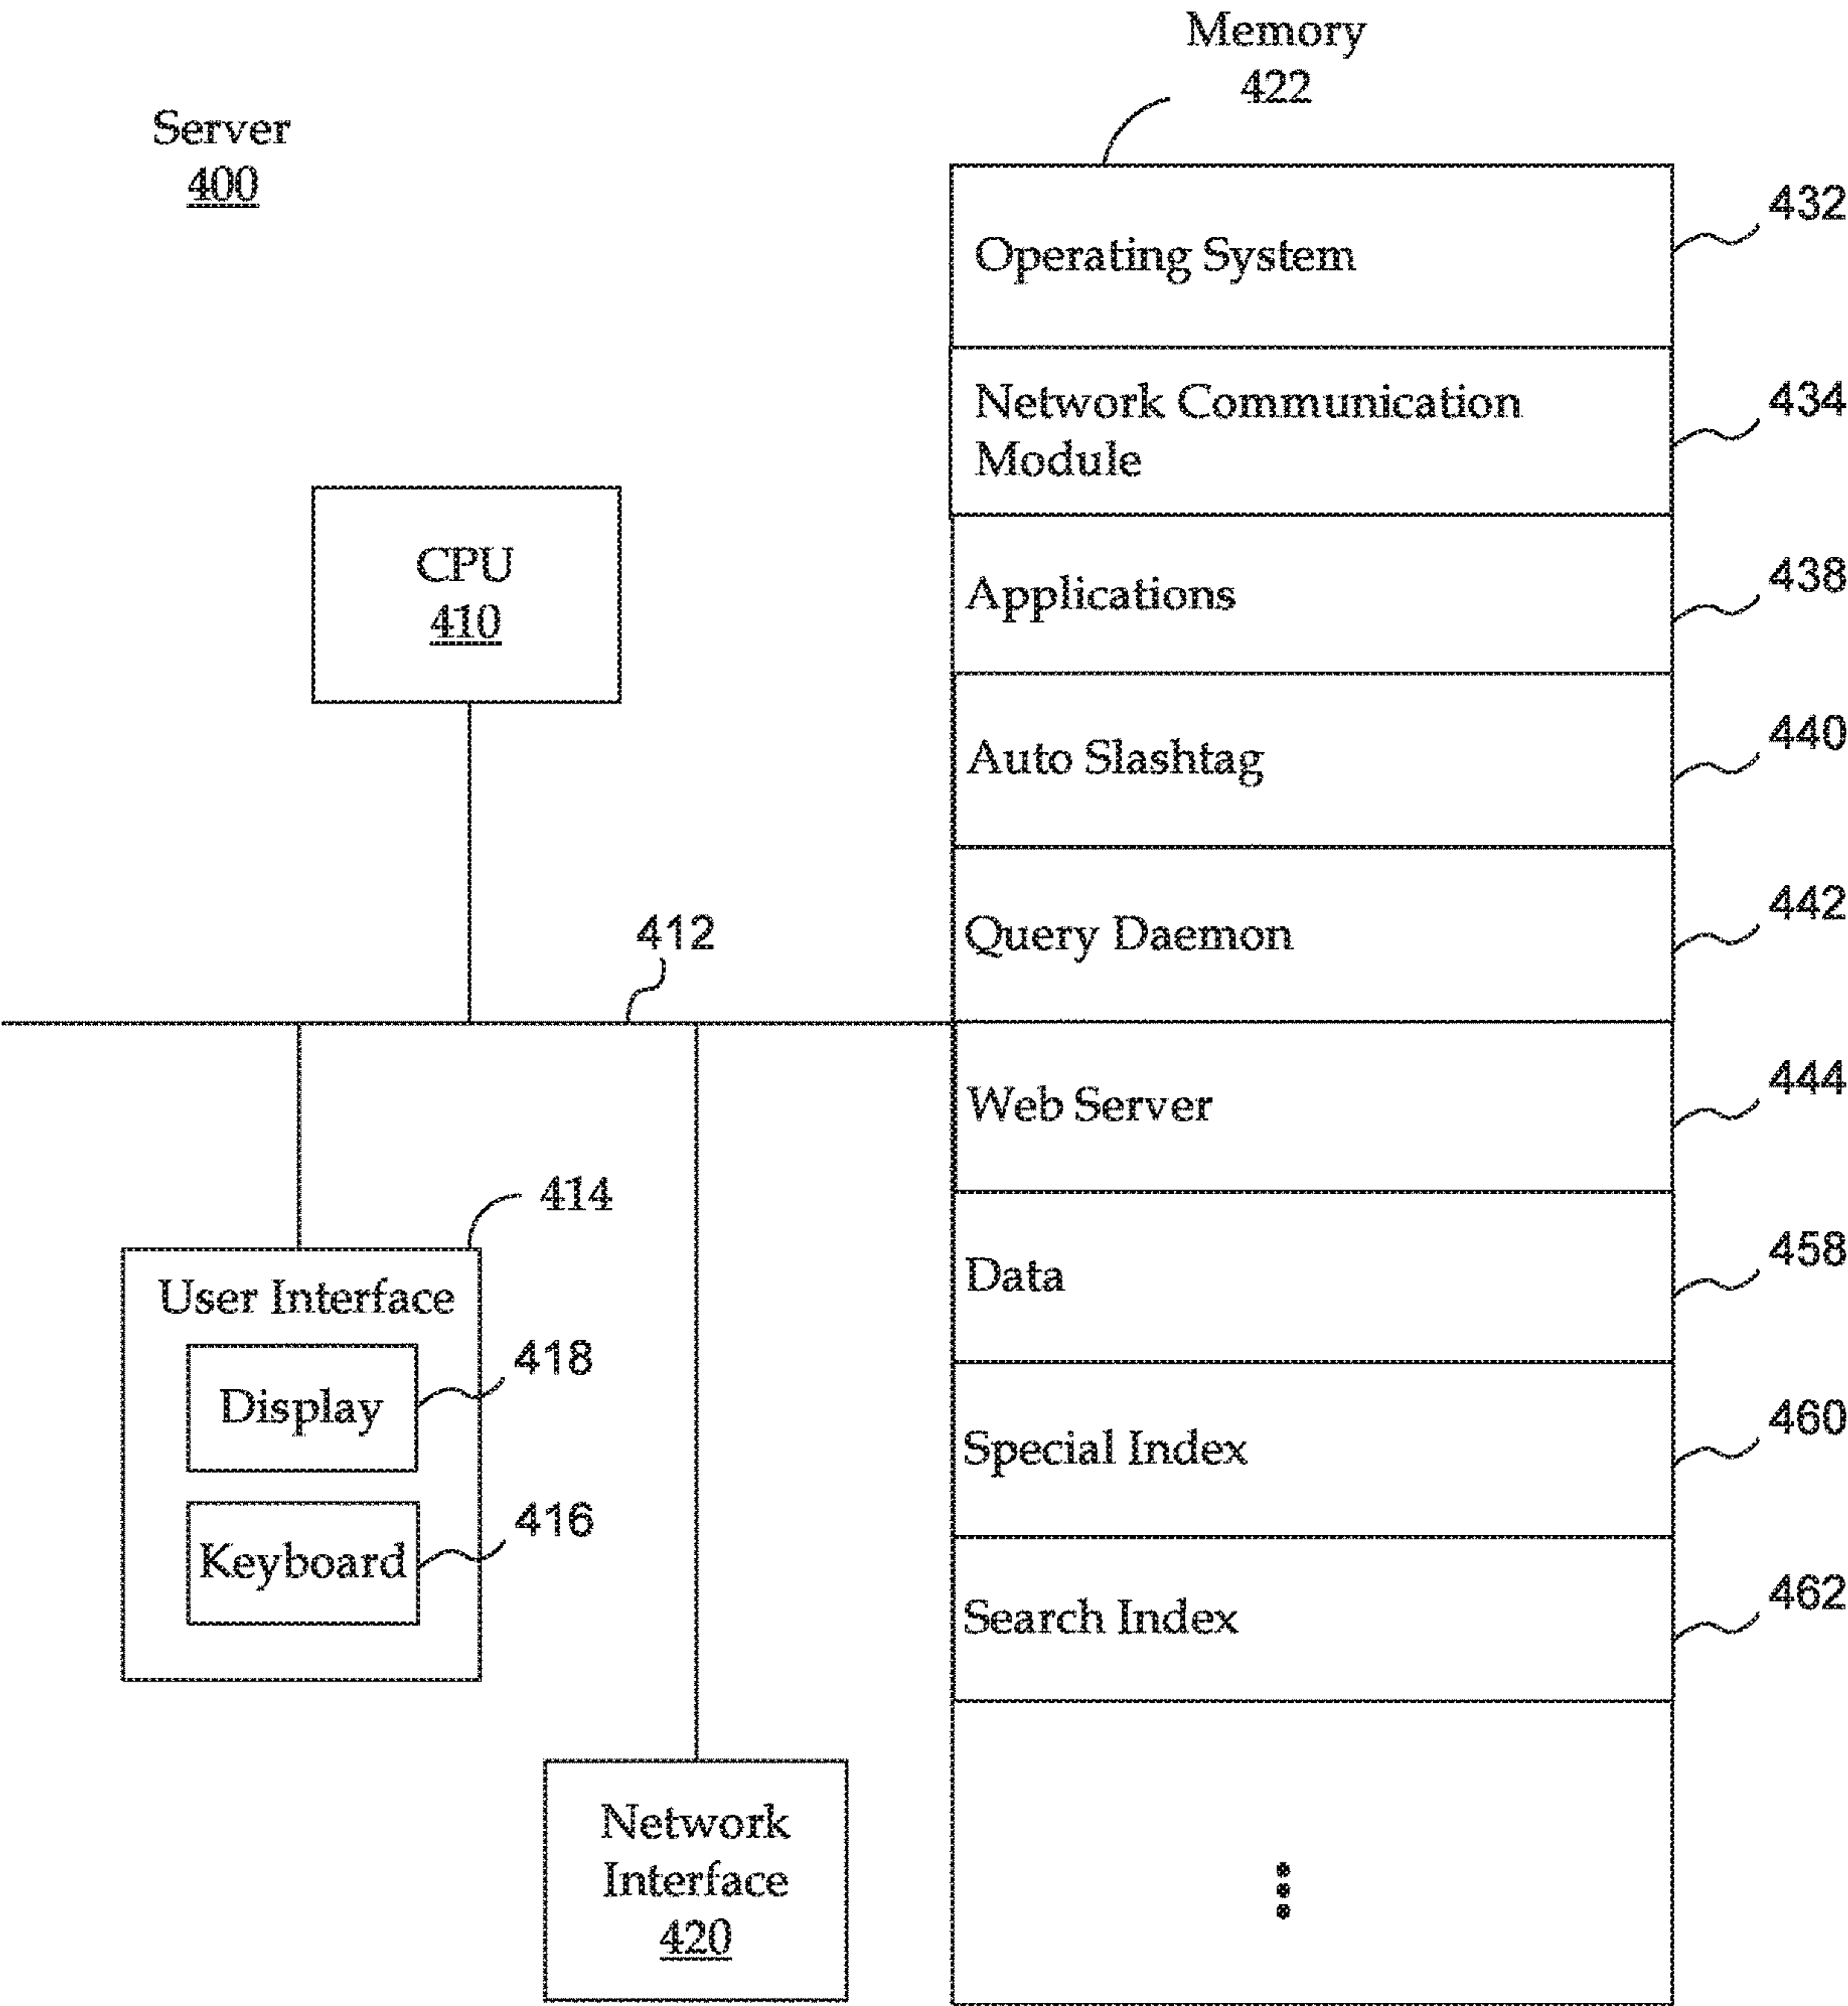 Memory
422
Server
400
Operating System
432
Network Communication
Module
434
CPU
410
Applications
438
Auto Slashtag
440
Query Daemon
442
412
Web Server
444
414
User Interface
Display
418
Keyboard
416
Data
458
Special Index
460
Search Index
462
Network
Interface
420